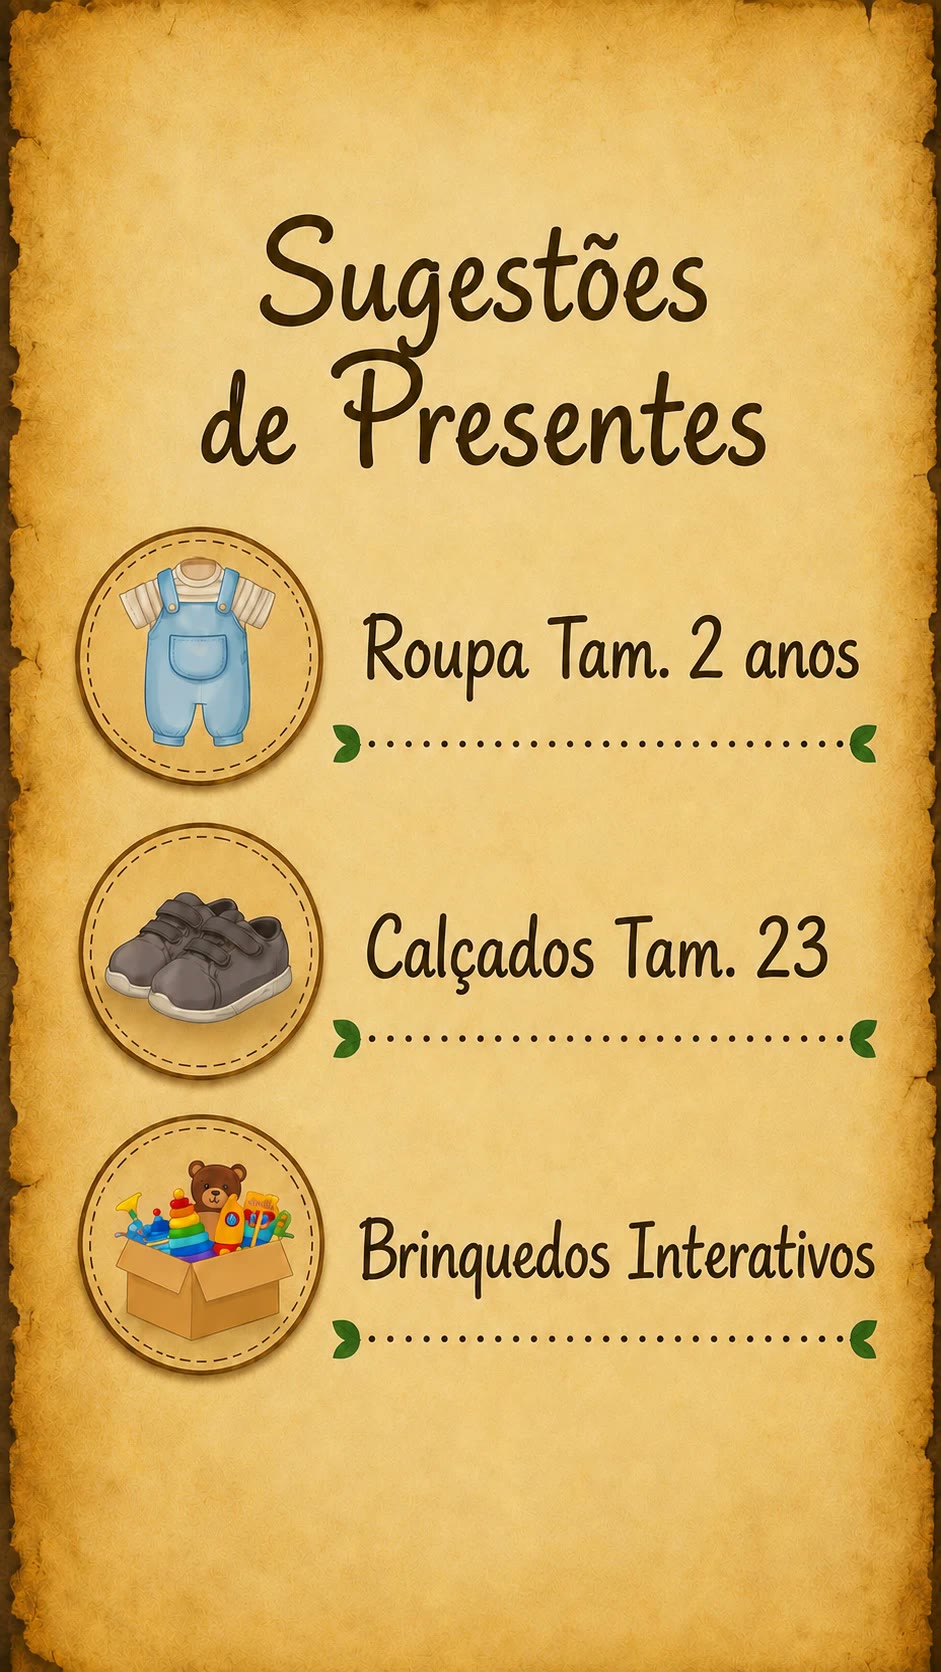 Sugestões
de Presentes
Roupa Tam. 2 anos
Calçados Tam. 23
Brinquedos Interativos